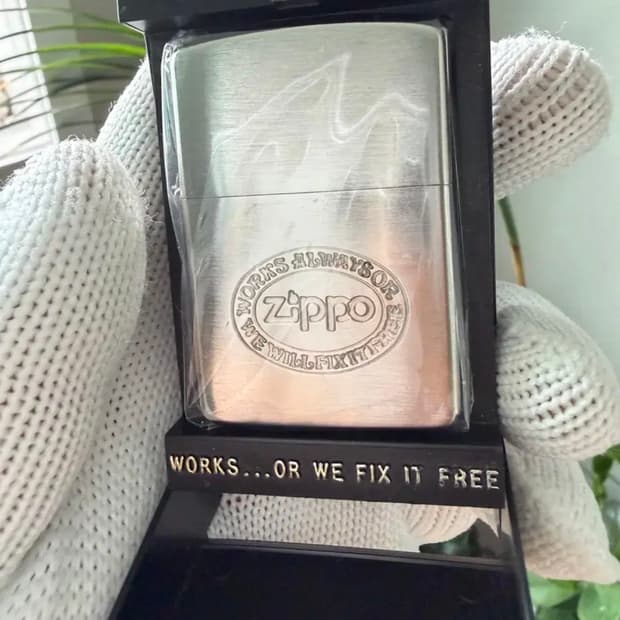 WORKS ALWAYS OR
zippo
WE WILL FIX IT FREE
WORKS...OR WE FIX IT FREE